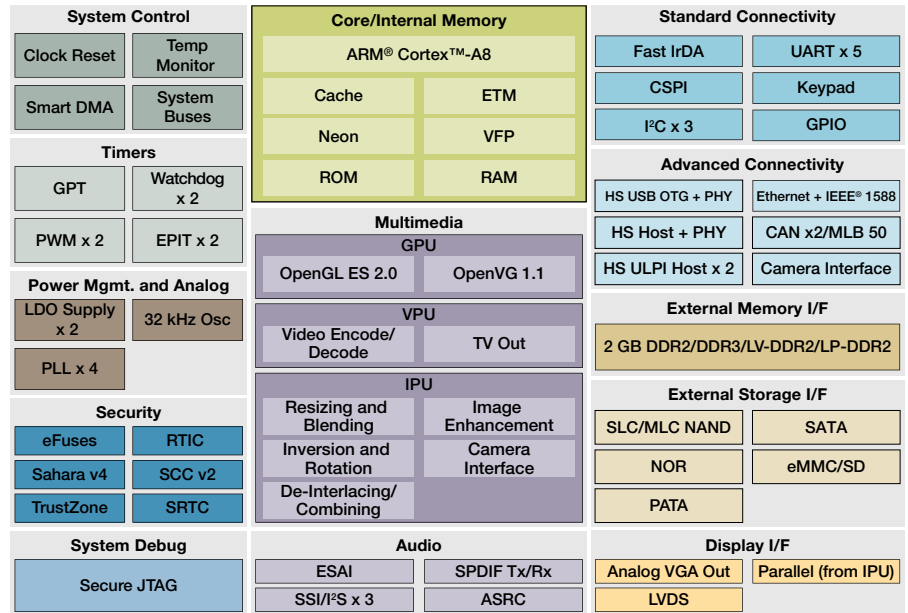 System Control
Clock Reset
Temp
Monitor
Smart DMA
System
Buses
Timers
GPT
Watchdog
x 2
PWM x 2
EPIT x 2
Power Mgmt. and Analog
LDO Supply
x 2
32 kHz Osc
PLL x 4
Security
eFuses
RTIC
Sahara v4
SCC v2
TrustZone
SRTC
System Debug
Secure JTAG
Core/Internal Memory
ARM® Cortex™-A8
Cache
ETM
Neon
VFP
ROM
RAM
Multimedia
GPU
OpenGL ES 2.0
OpenVG 1.1
VPU
Video Encode/
Decode
TV Out
IPU
Resizing and
Blending
Image
Enhancement
Inversion and
Rotation
Camera
Interface
De-Interlacing/
Combining
Audio
ESAI
SPDIF Tx/Rx
SSI/I²S x 3
ASRC
Standard Connectivity
Fast IrDA
UART x 5
CSPI
Keypad
I²C x 3
GPIO
Advanced Connectivity
HS USB OTG + PHY
Ethernet + IEEE® 1588
HS Host + PHY
CAN x2/MLB 50
HS ULPI Host x 2
Camera Interface
External Memory I/F
2 GB DDR2/DDR3/LV-DDR2/LP-DDR2
External Storage I/F
SLC/MLC NAND
SATA
NOR
eMMC/SD
PATA
Display I/F
Analog VGA Out
Parallel (from IPU)
LVDS